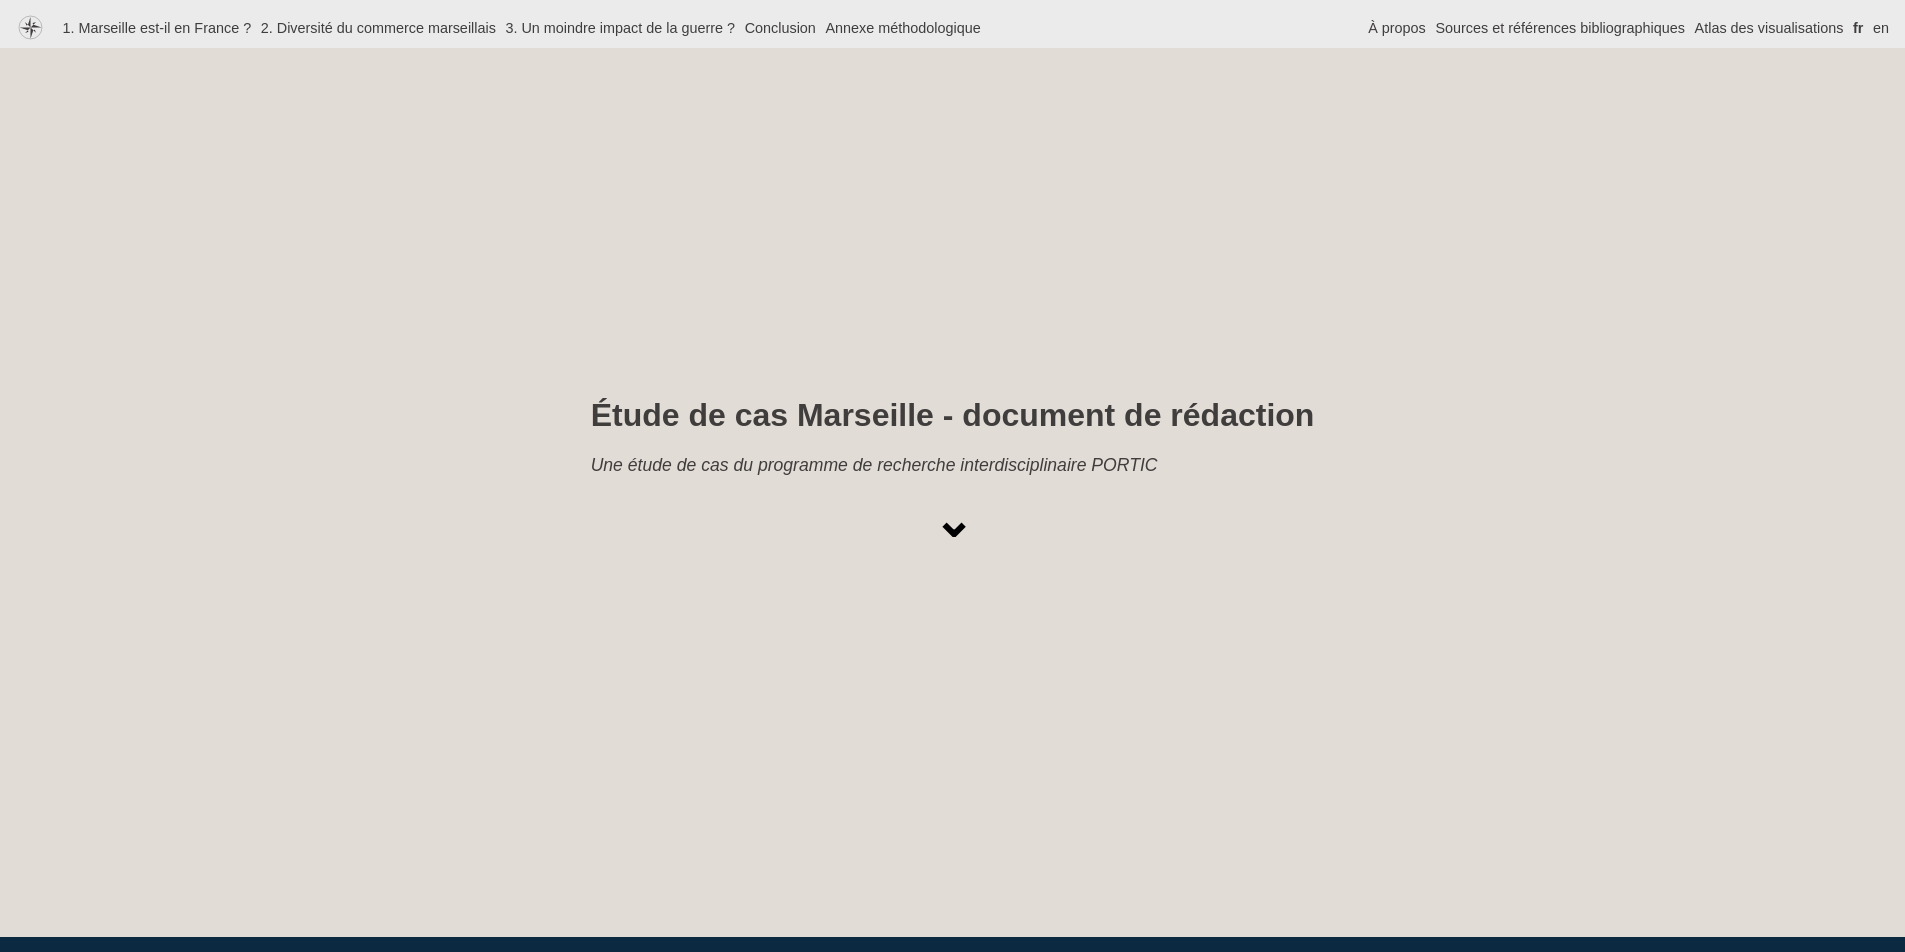 1. Marseille est-il en France ? 2. Diversité du commerce marseillais 3. Un moindre impact de la guerre ? Conclusion Annexe méthodologique À propos Sources et références bibliographiques Atlas des visualisations fr en
Étude de cas Marseille - document de rédaction
Une étude de cas du programme de recherche interdisciplinaire PORTIC